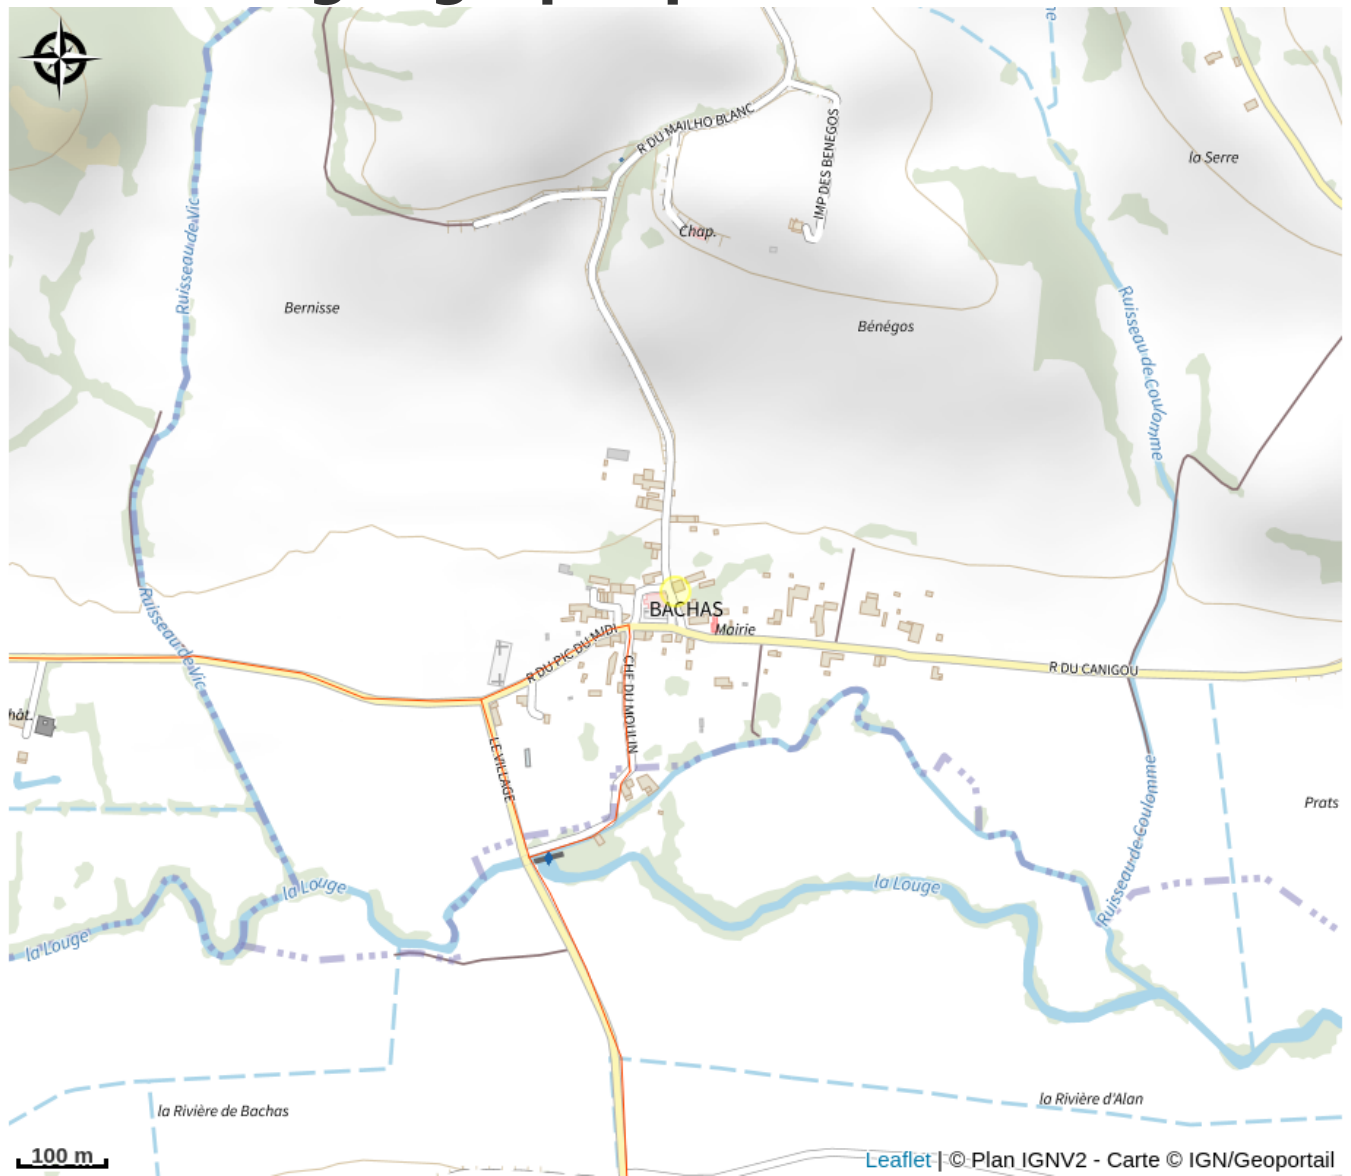 la Serre
R DU MAILHO BLANC
IMP DES BENEGOS
Ruisseau de Vic
Chap.
Bernisse
Bénégos
Ruisseau de Coulomme
BACHAS
Mairie
Ruisseau de Vic
R DU PIC DU MIDI
CHE DU MOULIN
R DU CANIGOU
hât.
LE VILLAGE
Prats
Ruisseau de Coulomme
la Louge
la Louge
la Louge
la Rivière de Bachas
la Rivière d'Alan
100 m
Leaflet | © Plan IGNV2 - Carte © IGN/Geoportail